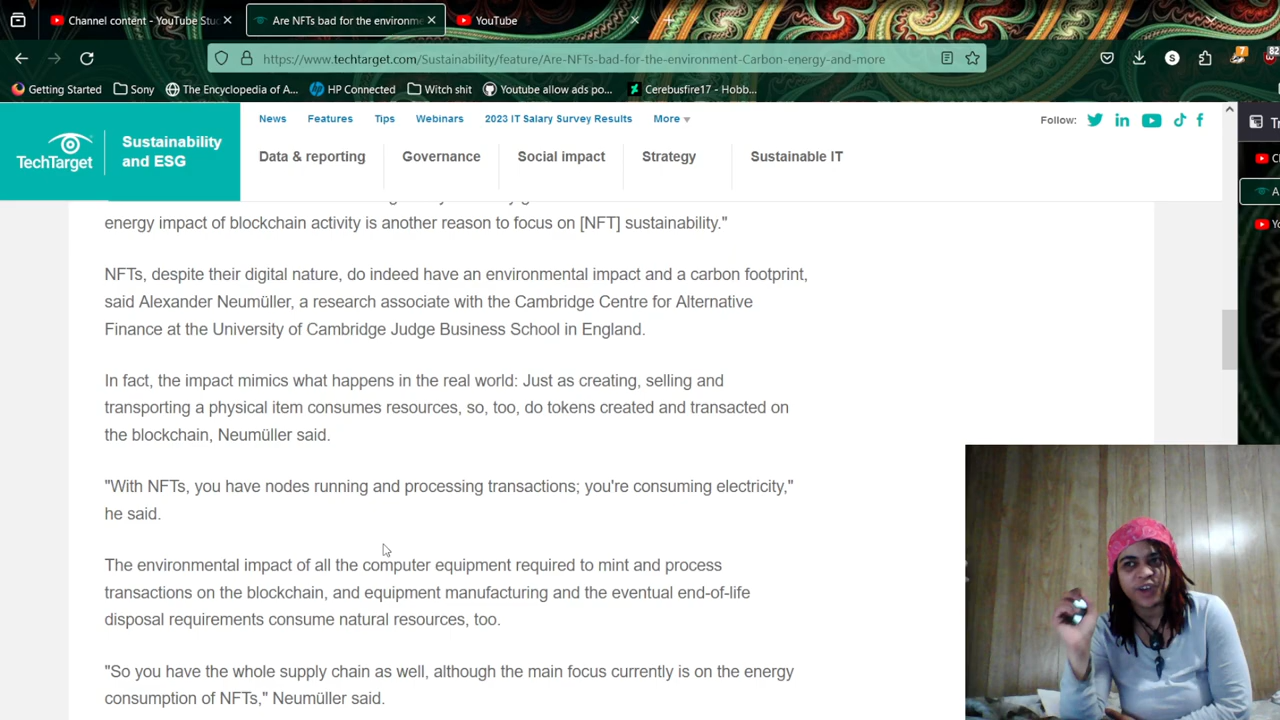 Channel content - YouTube Stu
Are NFTs bad for the environme
YouTube
https://www.techtarget.com/Sustainability/feature/Are-NFTs-bad-for-the-environment-Carbon-energy-and-more
7
82
Getting Started
Sony
The Encyclopedia of A...
HP Connected
Witch shit
Youtube allow ads po...
Cerebusfire17 - Hobb...
TechTarget
Sustainability
and ESG
News
Features
Tips
Webinars
2023 IT Salary Survey Results
More
Follow:
Data & reporting
Governance
Social impact
Strategy
Sustainable IT
energy impact of blockchain activity is another reason to focus on [NFT] sustainability."
NFTs, despite their digital nature, do indeed have an environmental impact and a carbon footprint,
said Alexander Neumüller, a research associate with the Cambridge Centre for Alternative
Finance at the University of Cambridge Judge Business School in England.
In fact, the impact mimics what happens in the real world: Just as creating, selling and
transporting a physical item consumes resources, so, too, do tokens created and transacted on
the blockchain, Neumüller said.
"With NFTs, you have nodes running and processing transactions; you're consuming electricity,"
he said.
The environmental impact of all the computer equipment required to mint and process
transactions on the blockchain, and equipment manufacturing and the eventual end-of-life
disposal requirements consume natural resources, too.
"So you have the whole supply chain as well, although the main focus currently is on the energy
consumption of NFTs," Neumüller said.